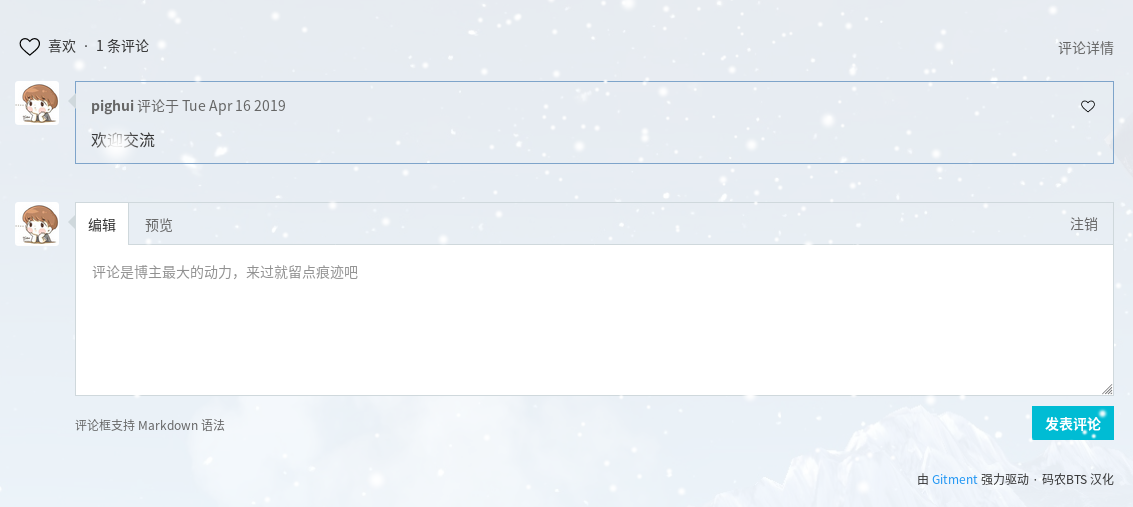 喜欢 · 1 条评论
评论详情
pighui 评论于 Tue Apr 16 2019
欢迎交流
编辑 预览 注销
评论是博主最大的动力，来过就留点痕迹吧
评论框支持 Markdown 语法
发表评论
由 Gitment 强力驱动 · 码农BTS 汉化